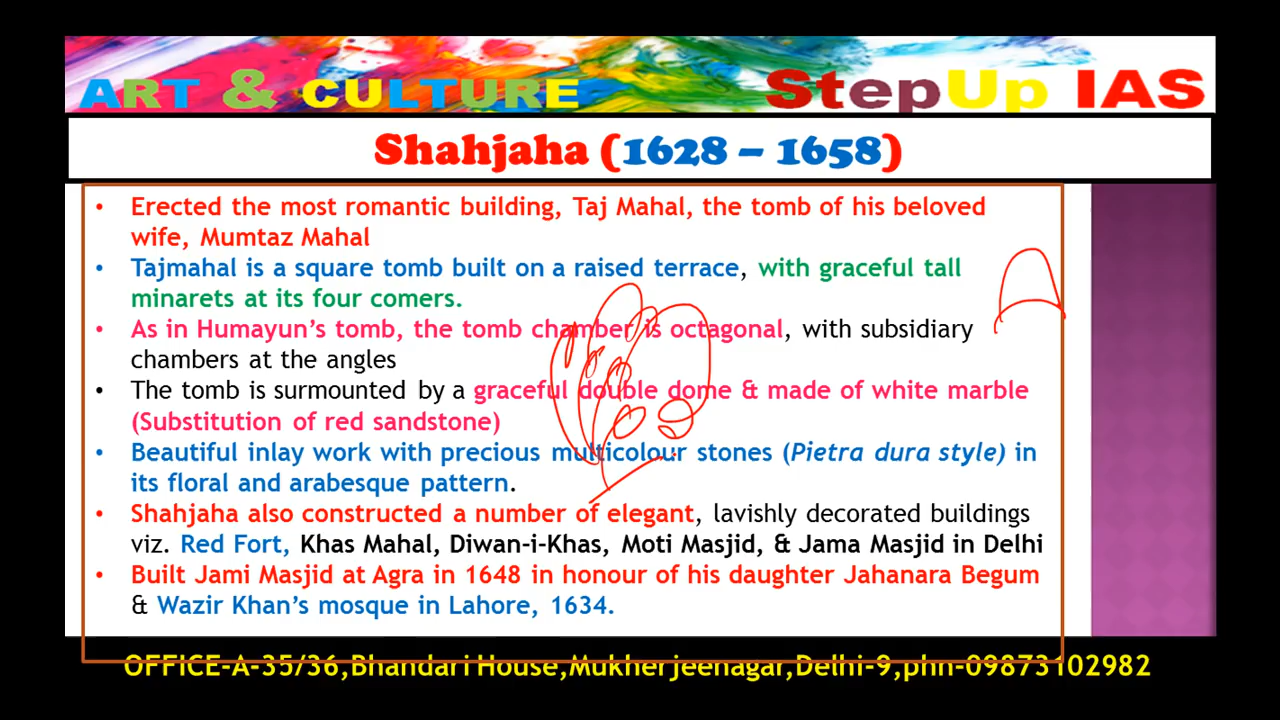 ART & CULTURE StepUp IAS
Shahjaha (1628 – 1658)
• Erected the most romantic building, Taj Mahal, the tomb of his beloved
wife, Mumtaz Mahal
• Tajmahal is a square tomb built on a raised terrace, with graceful tall
minarets at its four comers.
• As in Humayun’s tomb, the tomb chamber is octagonal, with subsidiary
chambers at the angles
• The tomb is surmounted by a graceful double dome & made of white marble
(Substitution of red sandstone)
• Beautiful inlay work with precious multicolour stones (Pietra dura style) in
its floral and arabesque pattern.
• Shahjaha also constructed a number of elegant, lavishly decorated buildings
viz. Red Fort, Khas Mahal, Diwan-i-Khas, Moti Masjid, & Jama Masjid in Delhi
• Built Jami Masjid at Agra in 1648 in honour of his daughter Jahanara Begum
& Wazir Khan’s mosque in Lahore, 1634.
OFFICE-A-35/36,Bhandari House,Mukherjeenagar,Delhi-9,phn-09873102982